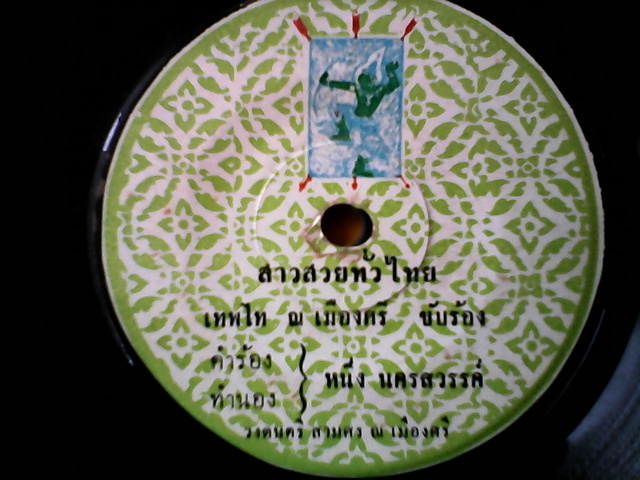 สาวสวยทั่วไทย
เทพไท ณ เมืองศรี ขับร้อง
คำร้อง
ทำนอง } หนึ่ง นครสวรรค์
วงดนตรี สามศร ณ เมืองศรี